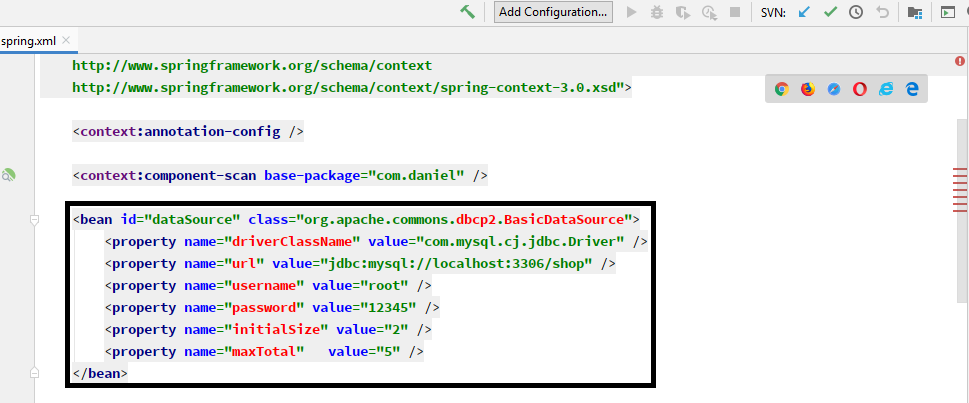 Add Configuration...
SVN:
spring.xml
http://www.springframework.org/schema/context
http://www.springframework.org/schema/context/spring-context-3.0.xsd">
<context:annotation-config />
<context:component-scan base-package="com.daniel" />
<bean id="dataSource" class="org.apache.commons.dbcp2.BasicDataSource">
    <property name="driverClassName" value="com.mysql.cj.jdbc.Driver" />
    <property name="url" value="jdbc:mysql://localhost:3306/shop" />
    <property name="username" value="root" />
    <property name="password" value="12345" />
    <property name="initialSize" value="2" />
    <property name="maxTotal"   value="5" />
</bean>